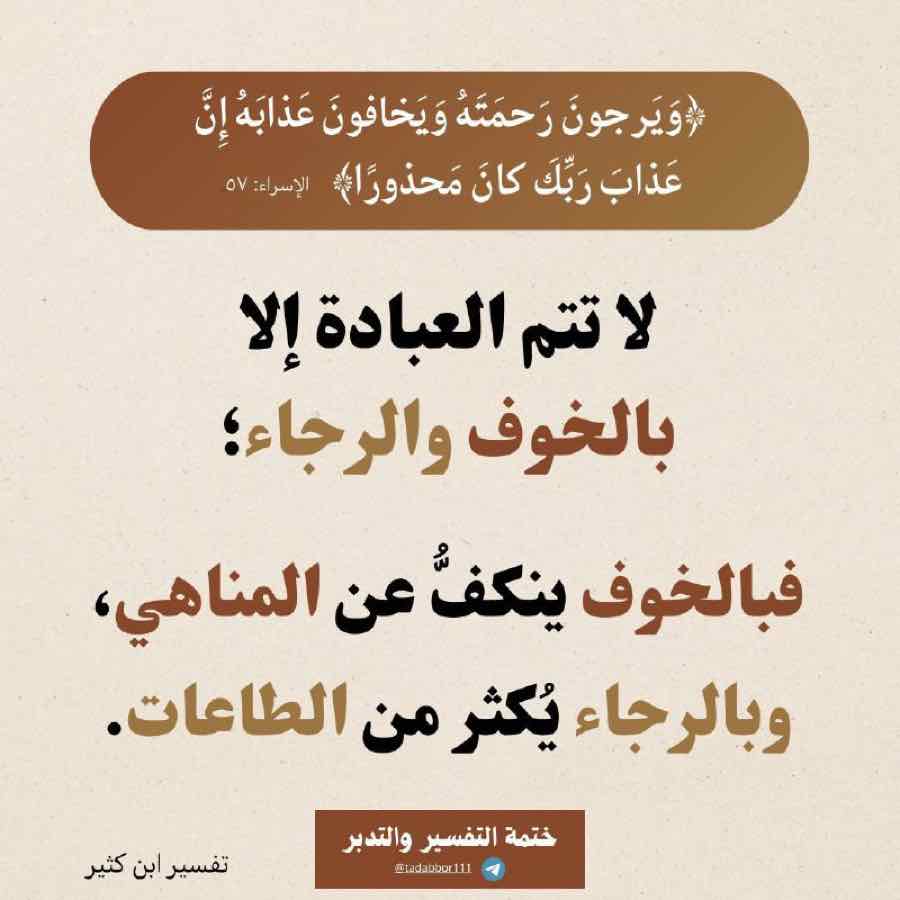 ﴿وَيَرجونَ رَحمَتَهُ وَيَخافونَ عَذابَهُ إِنَّ
عَذابَ رَبِّكَ كانَ مَحذورًا﴾ الإسراء: ٥٧
لا تتم العبادة إلا
بالخوف والرجاء؛
فبالخوف ينكفُّ عن المناهي،
وبالرجاء يُكثر من الطاعات.
ختمة التفسير والتدبر
@tadabbor111
تفسير ابن كثير